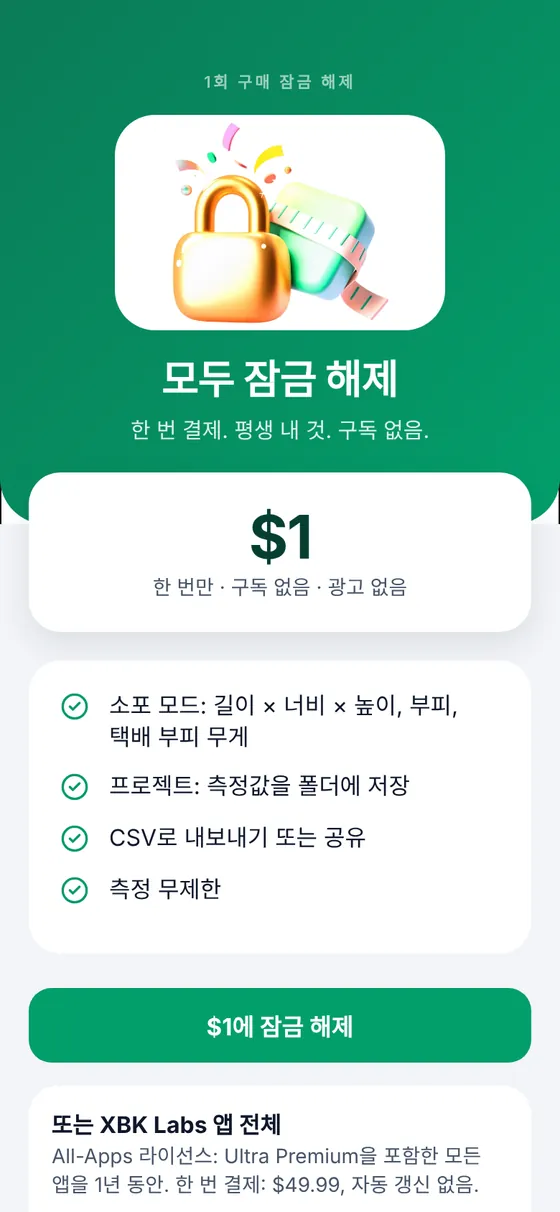 1회 구매 잠금 해제
모두 잠금 해제
한 번 결제. 평생 내 것. 구독 없음.
$1
한 번만 · 구독 없음 · 광고 없음
소포 모드: 길이 × 너비 × 높이, 부피,
택배 부피 무게
프로젝트: 측정값을 폴더에 저장
CSV로 내보내기 또는 공유
측정 무제한
$1에 잠금 해제
또는 XBK Labs 앱 전체
All-Apps 라이선스: Ultra Premium을 포함한 모든
앱을 1년 동안. 한 번 결제: $49.99, 자동 갱신 없음.